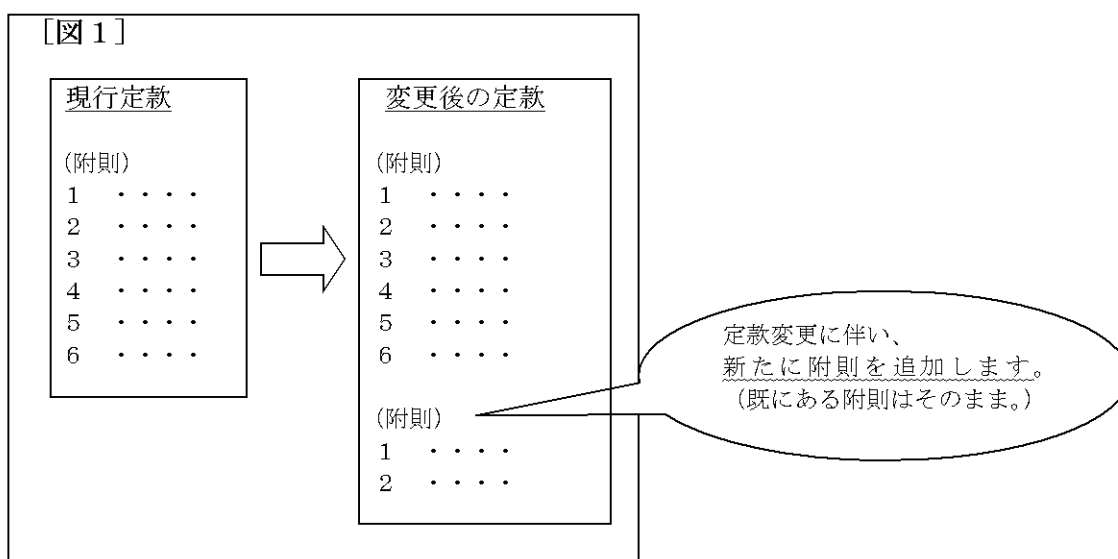 ［図１］
現行定款
(附則)
１　・・・・
２　・・・・
３　・・・・
４　・・・・
５　・・・・
６　・・・・
変更後の定款
(附則)
１　・・・・
２　・・・・
３　・・・・
４　・・・・
５　・・・・
６　・・・・
(附則)
１　・・・・
２　・・・・
定款変更に伴い、
新たに附則を追加します。
（既にある附則はそのまま。）